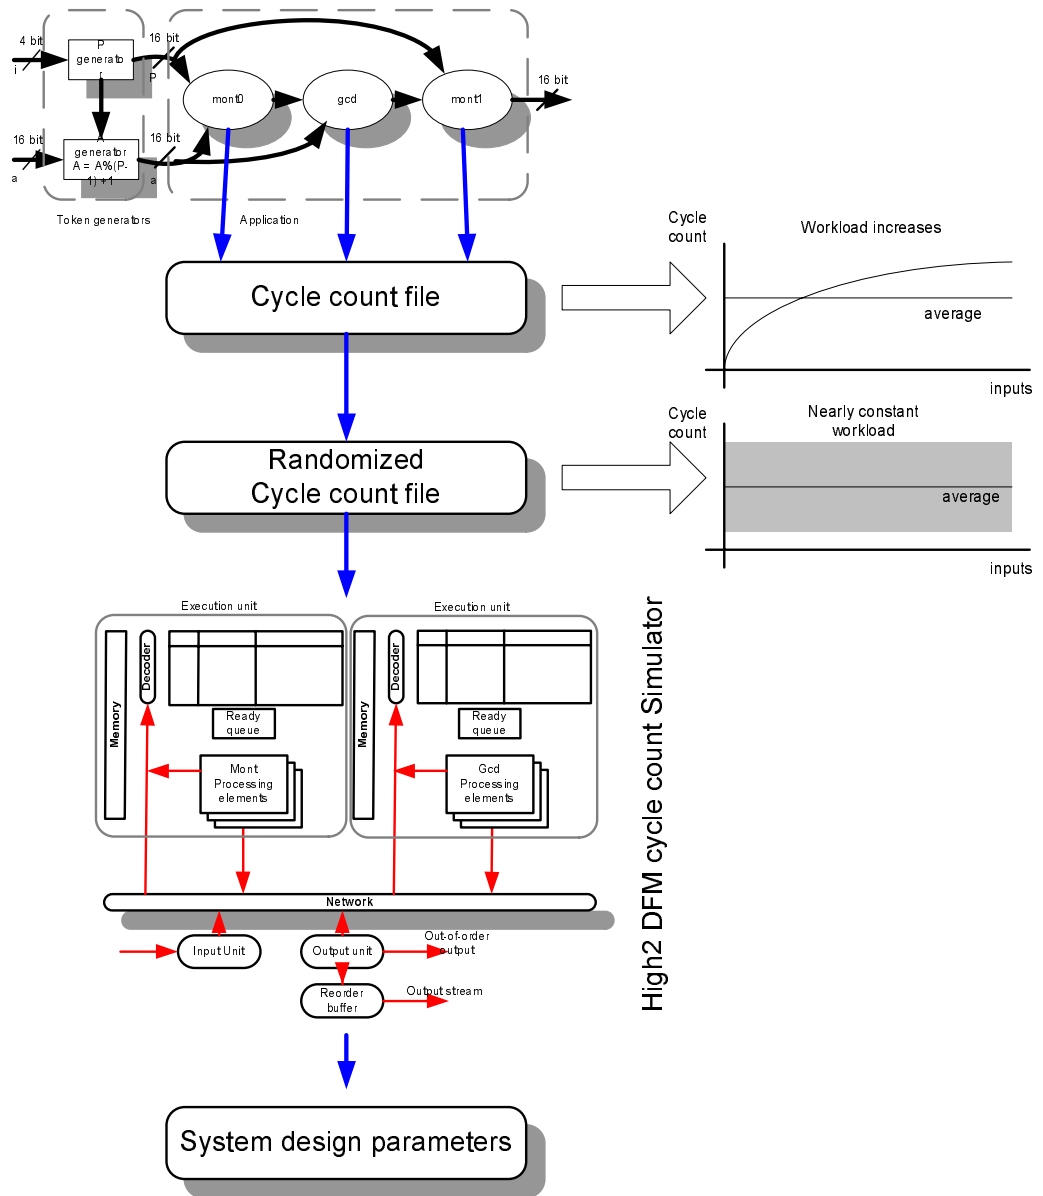 4 bit
i
P
generato
r
16 bit
P
16 bit
a
A
generator
A = A%(P-
1) +1
16 bit
a
mont0
gcd
mont1
16 bit
Token generators
Application
Cycle count file
Cycle
count
Workload increases
average
inputs
Randomized
Cycle count file
Cycle
count
Nearly constant
workload
average
inputs
Execution unit
Execution unit
Memory
Decoder
Ready
queue
Mont
Processing
elements
Memory
Decoder
Ready
queue
Gcd
Processing
elements
High2 DFM cycle count Simulator
Network
Input Unit
Output unit
Out-of-order
output
Reorder
buffer
Output stream
System design parameters